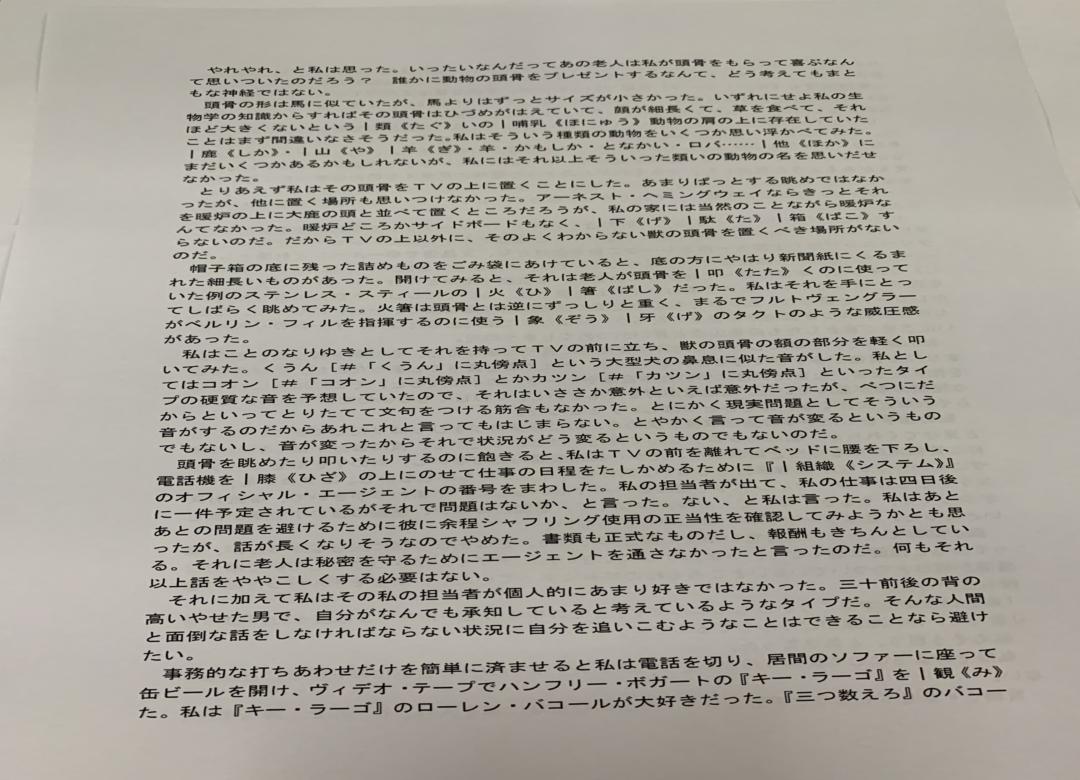 やれやれ、と私は思った。いったいなんだってあの老人は私が頭骨をもらって喜ぶなん
て思いついたのだろう？　誰かに動物の頭骨をプレゼントするなんて、どう考えてもまと
もな神経ではない。
頭骨の形は馬に似ていたが、馬よりはずっとサイズが小さかった。いずれにせよ私の生
物学の知識からすればその頭骨はひづめがはえていて、顔が細長くて、草を食べて、それ
ほど大きくないという｜類《たぐ》いの｜哺乳《ほにゅう》動物の肩の上に存在していた
ことはまず間違いなさそうだった。私はそういう種類の動物をいくつか思い浮かべてみた。
｜鹿《しか》・｜山《や》｜羊《ぎ》・羊・かもしか・となかい・ロバ……｜他《ほか》に
まだいくつかあるかもしれないが、私にはそれ以上そういった類いの動物の名を思いだせ
なかった。
とりあえず私はその頭骨をＴＶの上に置くことにした。あまりぱっとする眺めではなか
ったが、他に置く場所も思いつけなかった。アーネスト・ヘミングウェイならきっとそれ
を暖炉の上に大鹿の頭と並べて置くところだろうが、私の家には当然のことながら暖炉な
んてなかった。暖炉どころかサイドボードもなく、｜下《げ》｜駄《た》｜箱《ばこ》す
らないのだ。だからＴＶの上以外に、そのよくわからない獣の頭骨を置くべき場所がない
のだ。
帽子箱の底に残った詰めものをごみ袋にあけていると、底の方にやはり新聞紙にくるま
れた細長いものがあった。開けてみると、それは老人が頭骨を｜叩《たた》くのに使って
いた例のステンレス・スティールの｜火《ひ》｜箸《ばし》だった。私はそれを手にとっ
てしばらく眺めてみた。火箸は頭骨とは逆にずっしりと重く、まるでフルトヴェングラー
がベルリン・フィルを指揮するのに使う｜象《ぞう》｜牙《げ》のタクトのような威圧感
があった。
私はことのなりゆきとしてそれを持ってＴＶの前に立ち、獣の頭骨の額の部分を軽く叩
いてみた。くうん［＃「くうん」に丸傍点］という大型犬の鼻息に似た音がした。私とし
てはコオン［＃「コオン」に丸傍点］とかカツン［＃「カツン」に丸傍点］といったタイ
プの硬質な音を予想していたので、それはいささか意外といえば意外だったが、べつにだ
からといってとりたてて文句をつける筋合もなかった。とにかく現実問題としてそういう
音がするのだからあれこれと言ってもはじまらない。とやかく言って音が変るというもの
でもないし、音が変ったからそれで状況がどう変るというものでもないのだ。
頭骨を眺めたり叩いたりするのに飽きると、私はＴＶの前を離れてベッドに腰を下ろし、
電話機を｜膝《ひざ》の上にのせて仕事の日程をたしかめるために『｜組織《システム》』
のオフィシャル・エージェントの番号をまわした。私の担当者が出て、私の仕事は四日後
に一件予定されているがそれで問題はないか、と言った。ない、と私は言った。私はあと
あとの問題を避けるために彼に余程シャフリング使用の正当性を確認してみようかとも思
ったが、話が長くなりそうなのでやめた。書類も正式なものだし、報酬もきちんとしてい
る。それに老人は秘密を守るためにエージェントを通さなかったと言ったのだ。何もそれ
以上話をややこしくする必要はない。
それに加えて私はその私の担当者が個人的にあまり好きではなかった。三十前後の背の
高いやせた男で、自分がなんでも承知していると考えているようなタイプだ。そんな人間
と面倒な話をしなければならない状況に自分を追いこむようなことはできることなら避け
たい。
事務的な打ちあわせだけを簡単に済ませると私は電話を切り、居間のソファーに座って
缶ビールを開け、ヴィデオ・テープでハンフリー・ボガートの『キー・ラーゴ』を｜観《み》
た。私は『キー・ラーゴ』のローレン・バコールが大好きだった。『三つ数えろ』のバコー